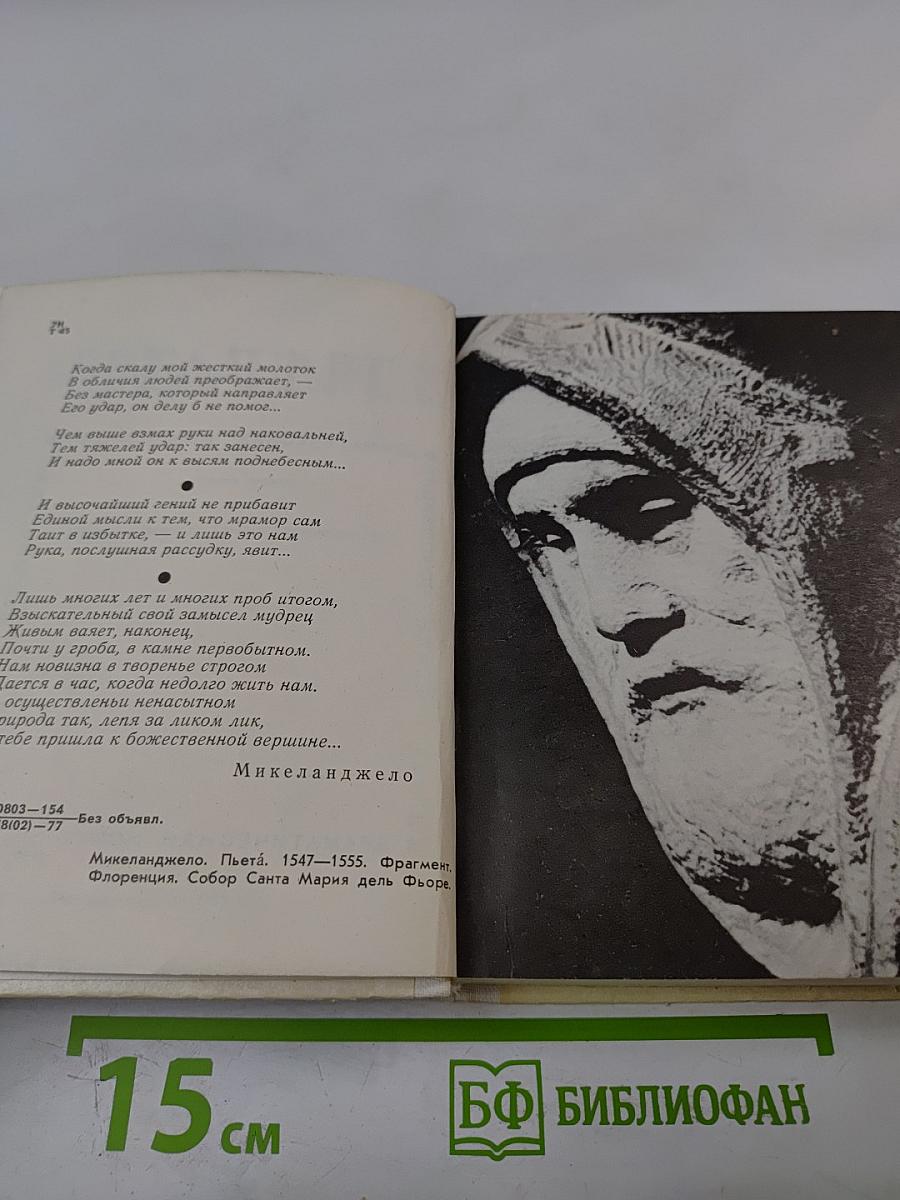 7И
Т 45
Когда скалу мой жесткий молоток
В обличия людей преображает, —
Без мастера, который направляет
Его удар, он делу б не помог...
Чем выше взмах руки над наковальней,
Тем тяжелей удар: так занесен,
И надо мной он к высям поднебесным...
И высочайший гений не прибавит
Единой мысли к тем, что мрамор сам
Таит в избытке, — и лишь это нам
Рука, послушная рассудку, явит...
Лишь многих лет и многих проб итогом,
Взыскательный свой замысел мудрец
Живым ваяет, наконец,
Почти у гроба, в камне первобытном.
Нам новизна в творенье строгом
Дается в час, когда недолго жить нам.
осуществленьи ненасытном
рирода так, лепя за ликом лик,
тебе пришла к божественной вершине...
Микеланджело
0803—154
8(02)—77
Без объявл.
Микеланджело. Пьета́. 1547—1555. Фрагмент.
Флоренция. Собор Санта Мария дель Фьоре.
15 см
БФ БИБЛИОФАН